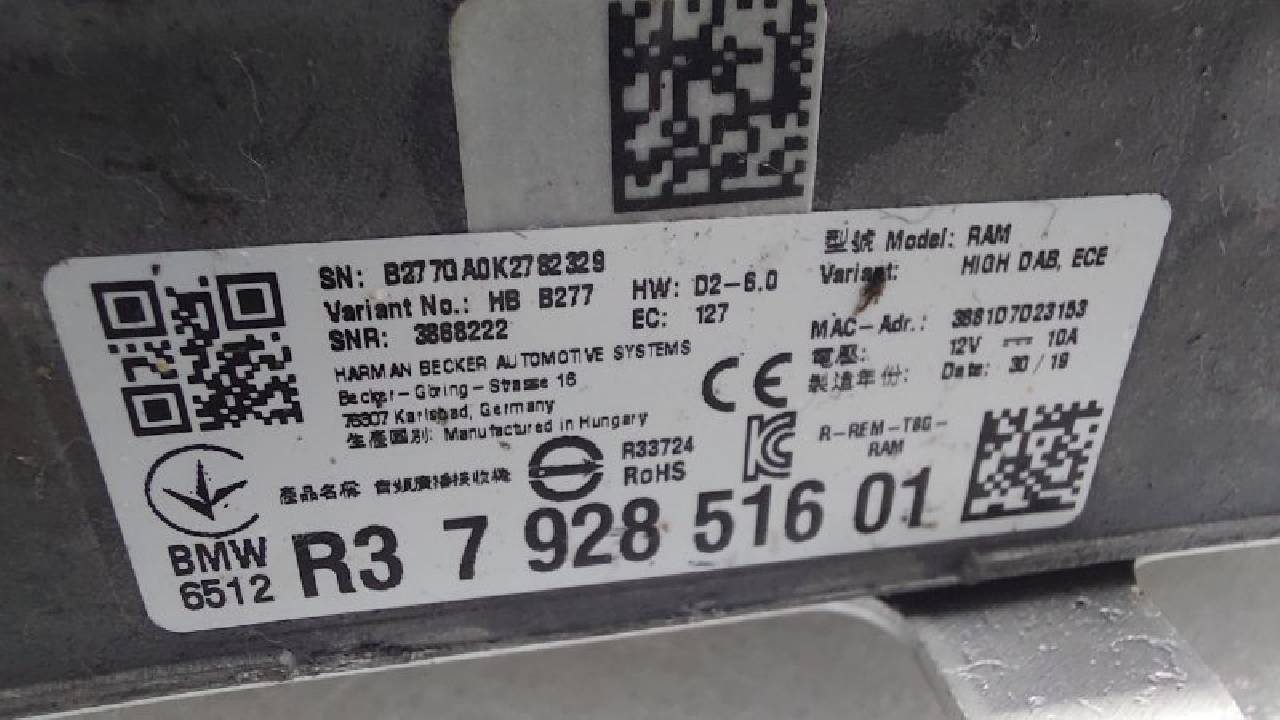 SN: B277QA0K2782329
Variant No.: HB B277
SNR: 3868222
HW: D2-6.0
EC: 127
型號 Model: RAM
Variant: HIGH DAB, ECE
HARMAN BECKER AUTOMOTIVE SYSTEMS
Becker-Göring-Strasse 16
76307 Karlsbad, Germany
生產國別: Manufactured in Hungary
MAC-Adr.: 3881D7D23153
電壓: 12V 10A
製造年份: Date: 30/19
CE
產品名稱 音頻廣播接收機
R33724
RoHS
R-REM-T8G-
RAM
BMW
6512
R3 7 928 516 01